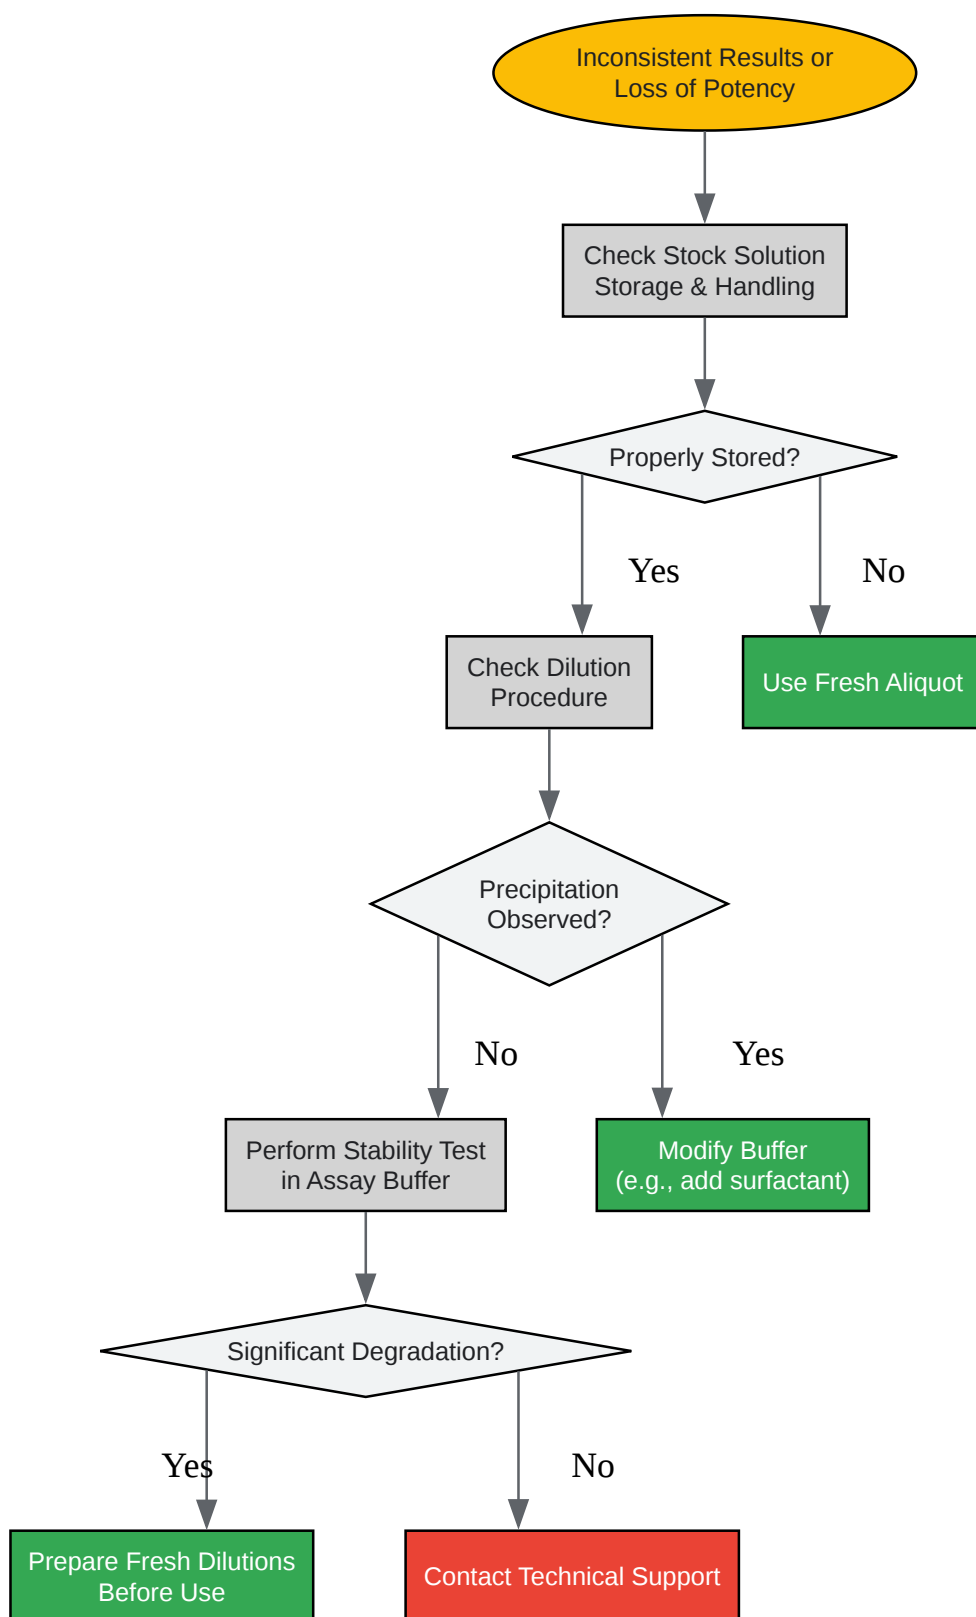 Inconsistent Results or
Loss of Potency
Check Stock Solution
Storage & Handling
Properly Stored?
Yes
No
Check Dilution
Procedure
Use Fresh Aliquot
Precipitation
Observed?
No
Yes
Perform Stability Test
in Assay Buffer
Modify Buffer
(e.g., add surfactant)
Significant Degradation?
Yes
No
Prepare Fresh Dilutions
Before Use
Contact Technical Support